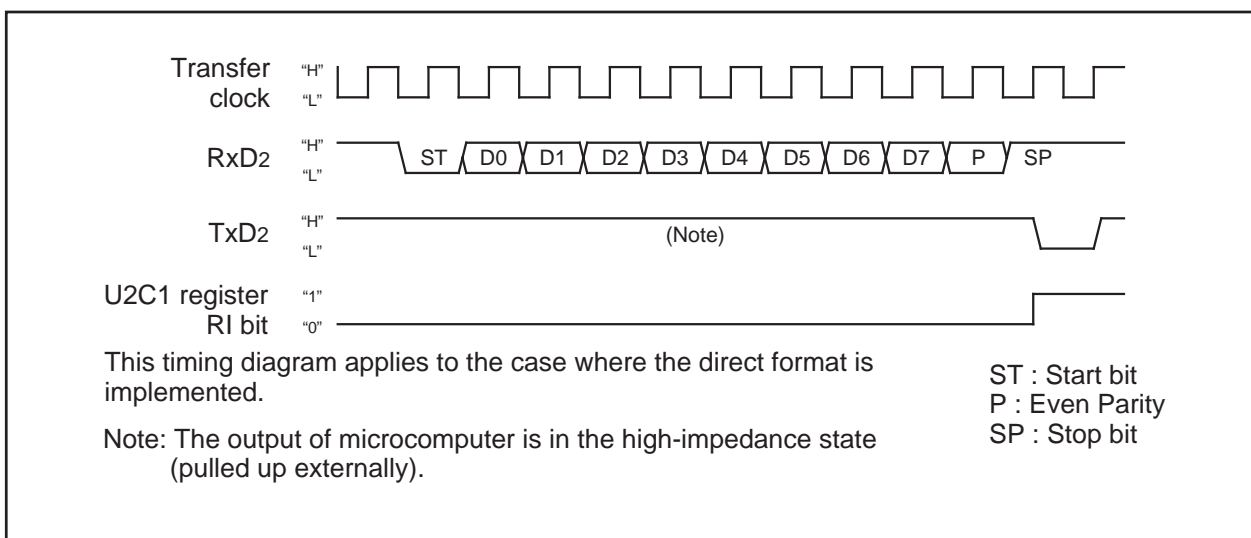 Transfer clock
“H”
“L”
RxD2
“H”
“L”
ST D0 D1 D2 D3 D4 D5 D6 D7 P SP
TxD2
“H”
“L”
(Note)
U2C1 register
RI bit
“1”
“0”
This timing diagram applies to the case where the direct format is
implemented.
Note: The output of microcomputer is in the high-impedance state
(pulled up externally).
ST : Start bit
P : Even Parity
SP : Stop bit